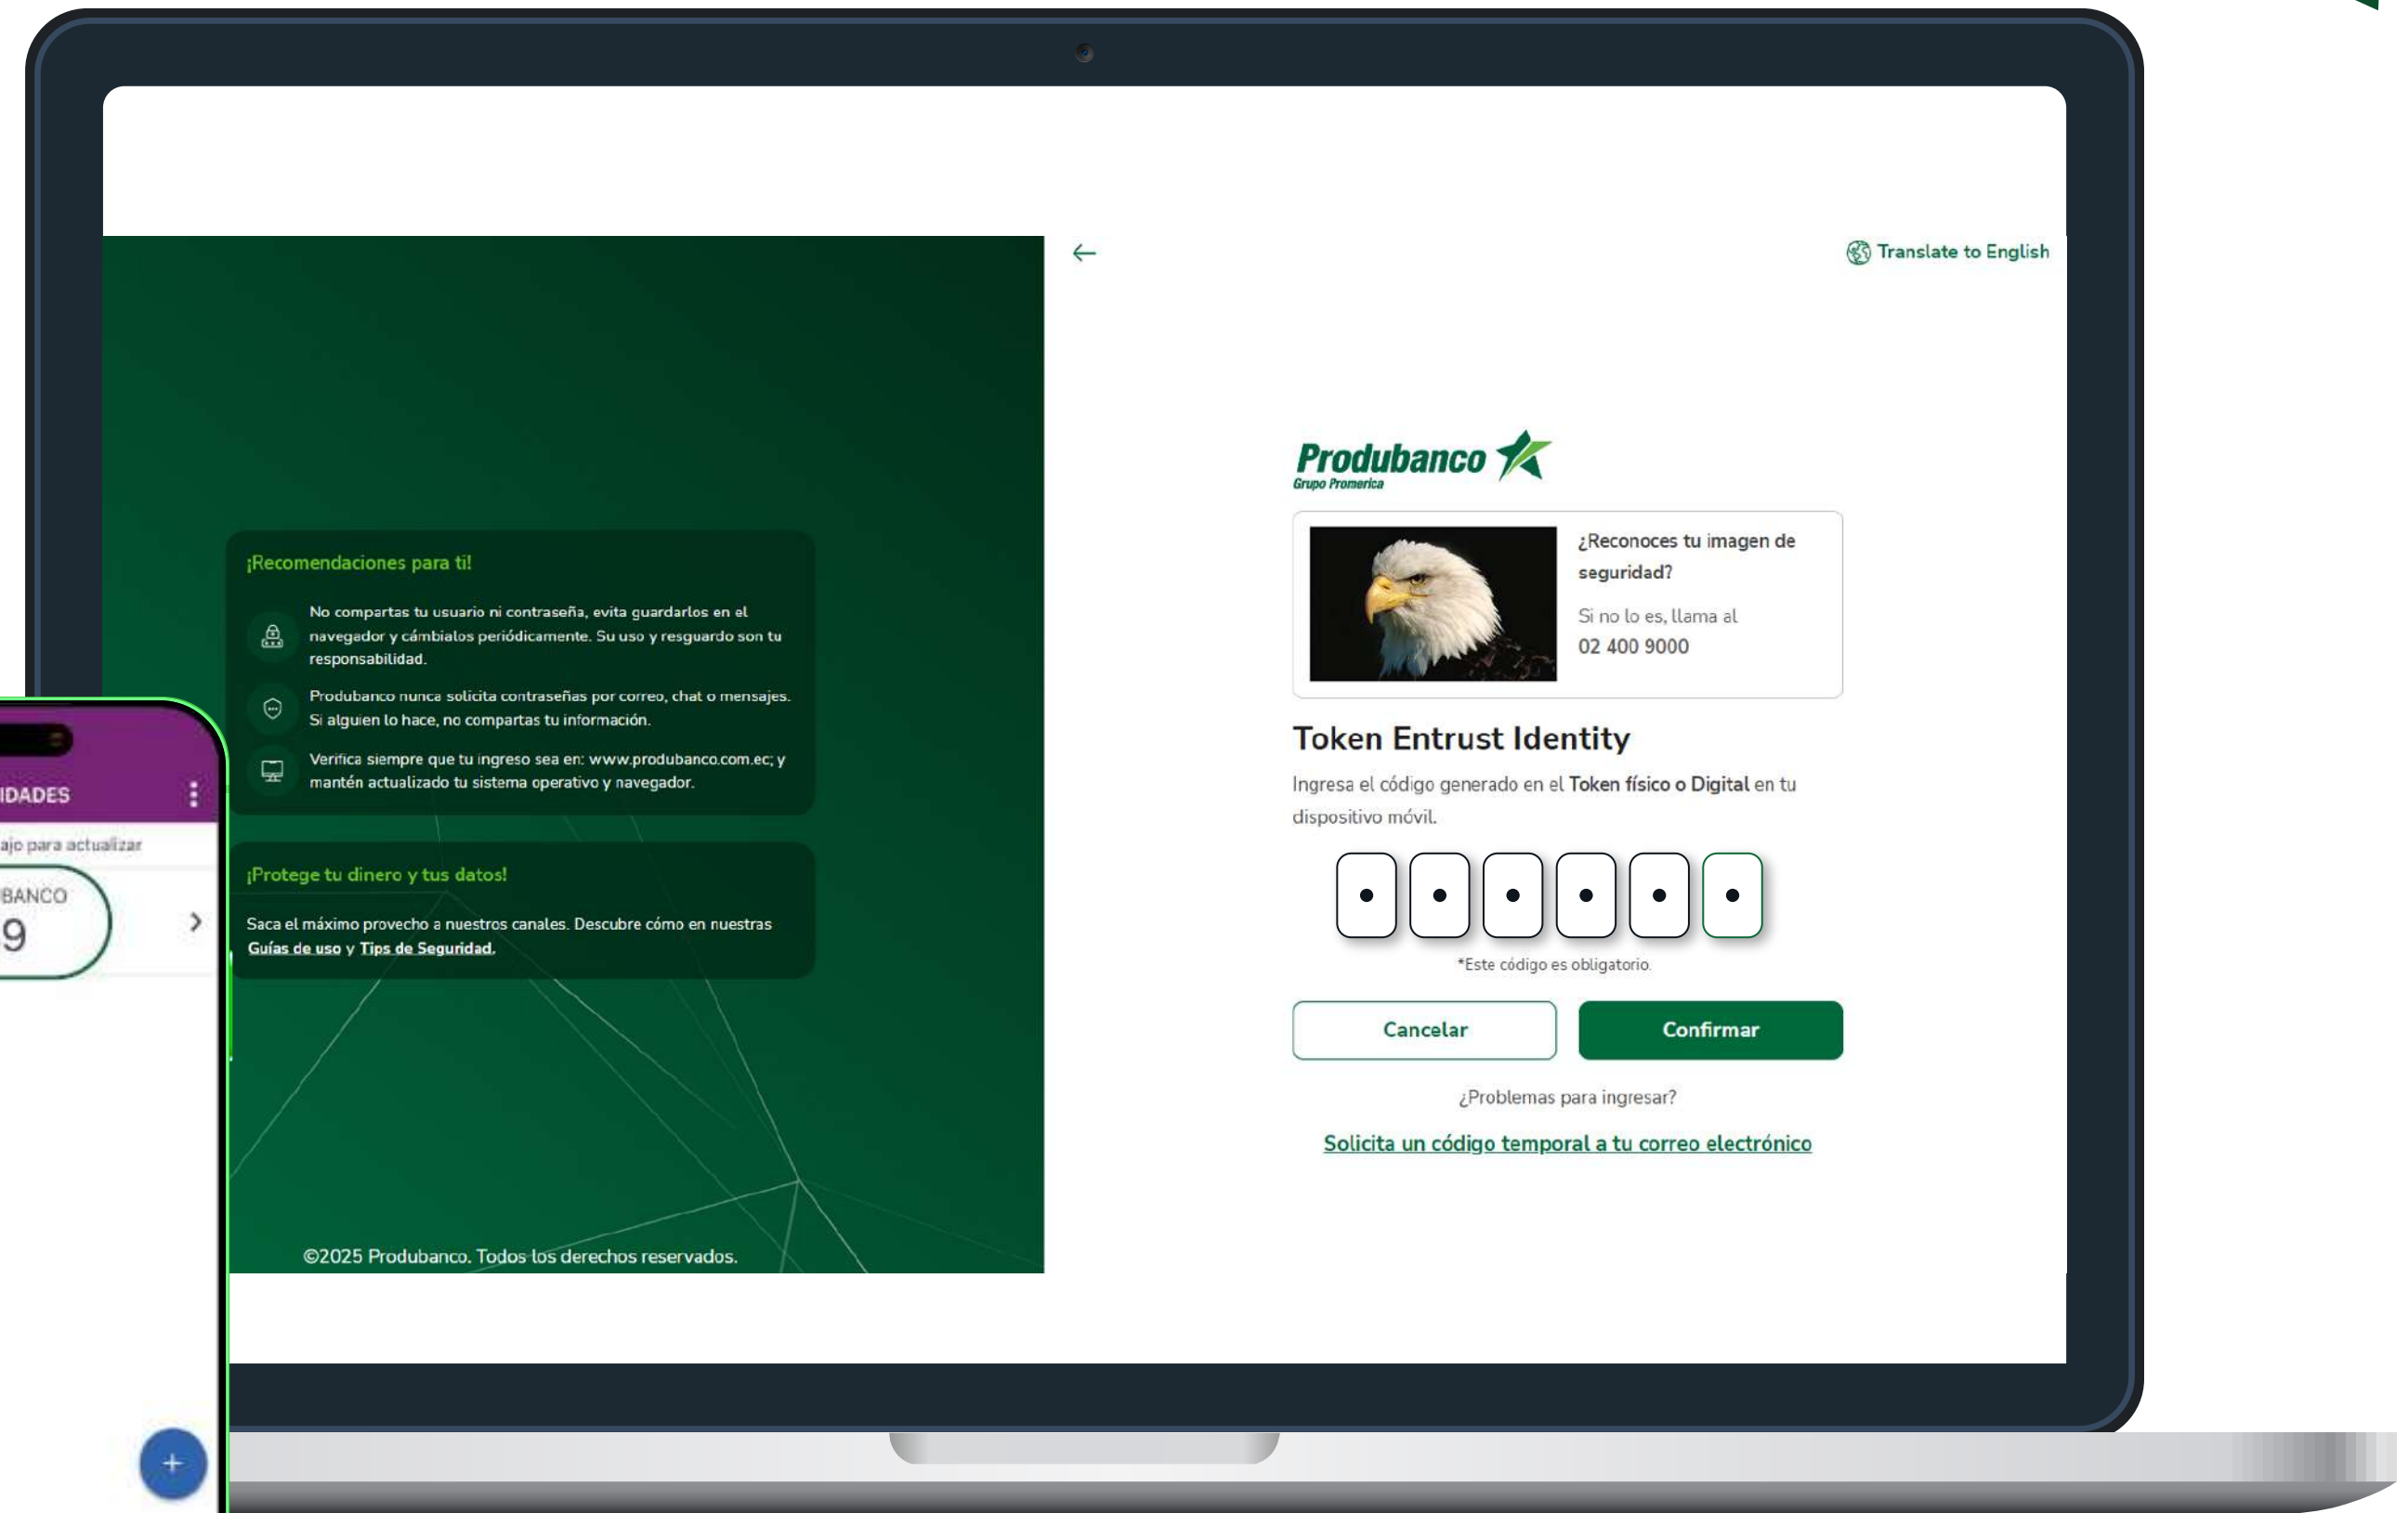 Translate to English
Produbanco
Grupo Promerica
¿Reconoces tu imagen de
seguridad?
Si no lo es, llama al
02 400 9000
Token Entrust Identity
Ingresa el código generado en el Token físico o Digital en tu
dispositivo móvil.
*Este código es obligatorio.
Cancelar
Confirmar
¿Problemas para ingresar?
Solicita un código temporal a tu correo electrónico
¡Recomendaciones para ti!
No compartas tu usuario ni contraseña, evita guardarlos en el
navegador y cámbialos periódicamente. Su uso y resguardo son tu
responsabilidad.
Produbanco nunca solicita contraseñas por correo, chat o mensajes.
Si alguien lo hace, no compartas tu información.
Verifica siempre que tu ingreso sea en: www.produbanco.com.ec; y
mantén actualizado tu sistema operativo y navegador.
¡Protege tu dinero y tus datos!
Saca el máximo provecho a nuestros canales. Descubre cómo en nuestras
Guías de uso y Tips de Seguridad.
©2025 Produbanco. Todos los derechos reservados.
IDADES
ajo para actualizar
BANCO
9